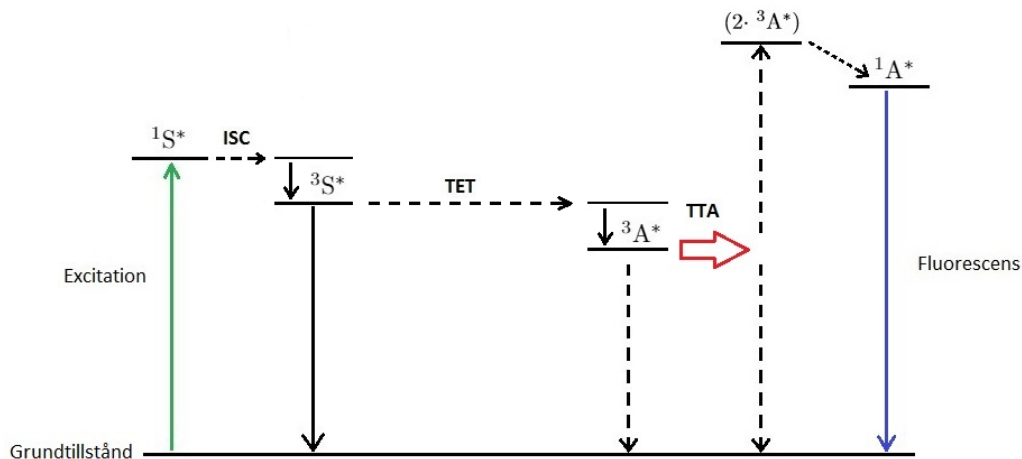 (2· ³A*)
¹A*
¹S*
ISC
³S*
TET
³A*
TTA
Excitation
Fluorescens
Grundtillstånd